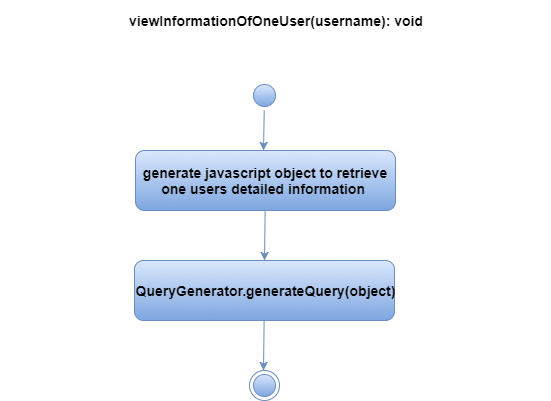 viewInformationOfOneUser(username): void
generate javascript object to retrieve
one users detailed information
QueryGenerator.generateQuery(object)